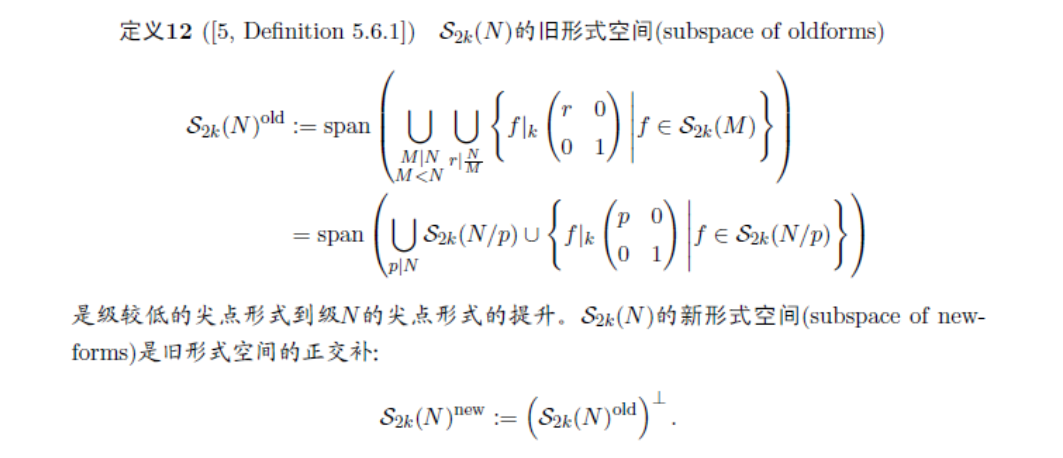 定义12 ([5, Definition 5.6.1]) $\mathcal{S}_{2k}(N)$的旧形式空间(subspace of oldforms)
$$\mathcal{S}_{2k}(N)^{\text{old}} := \text{span}\left(\bigcup_{\substack{M|N \\ M<N}} \bigcup_{r|\frac{N}{M}} \left\{ f|_k \begin{pmatrix} r & 0 \\ 0 & 1 \end{pmatrix} \middle| f \in \mathcal{S}_{2k}(M) \right\}\right)$$
$$= \text{span}\left(\bigcup_{p|N} \mathcal{S}_{2k}(N/p) \cup \left\{ f|_k \begin{pmatrix} p & 0 \\ 0 & 1 \end{pmatrix} \middle| f \in \mathcal{S}_{2k}(N/p) \right\}\right)$$
是级较低的尖点形式到级$N$的尖点形式的提升。$\mathcal{S}_{2k}(N)$的新形式空间(subspace of new-
forms)是旧形式空间的正交补:
$$\mathcal{S}_{2k}(N)^{\text{new}} := \left(\mathcal{S}_{2k}(N)^{\text{old}}\right)^{\perp}.$$